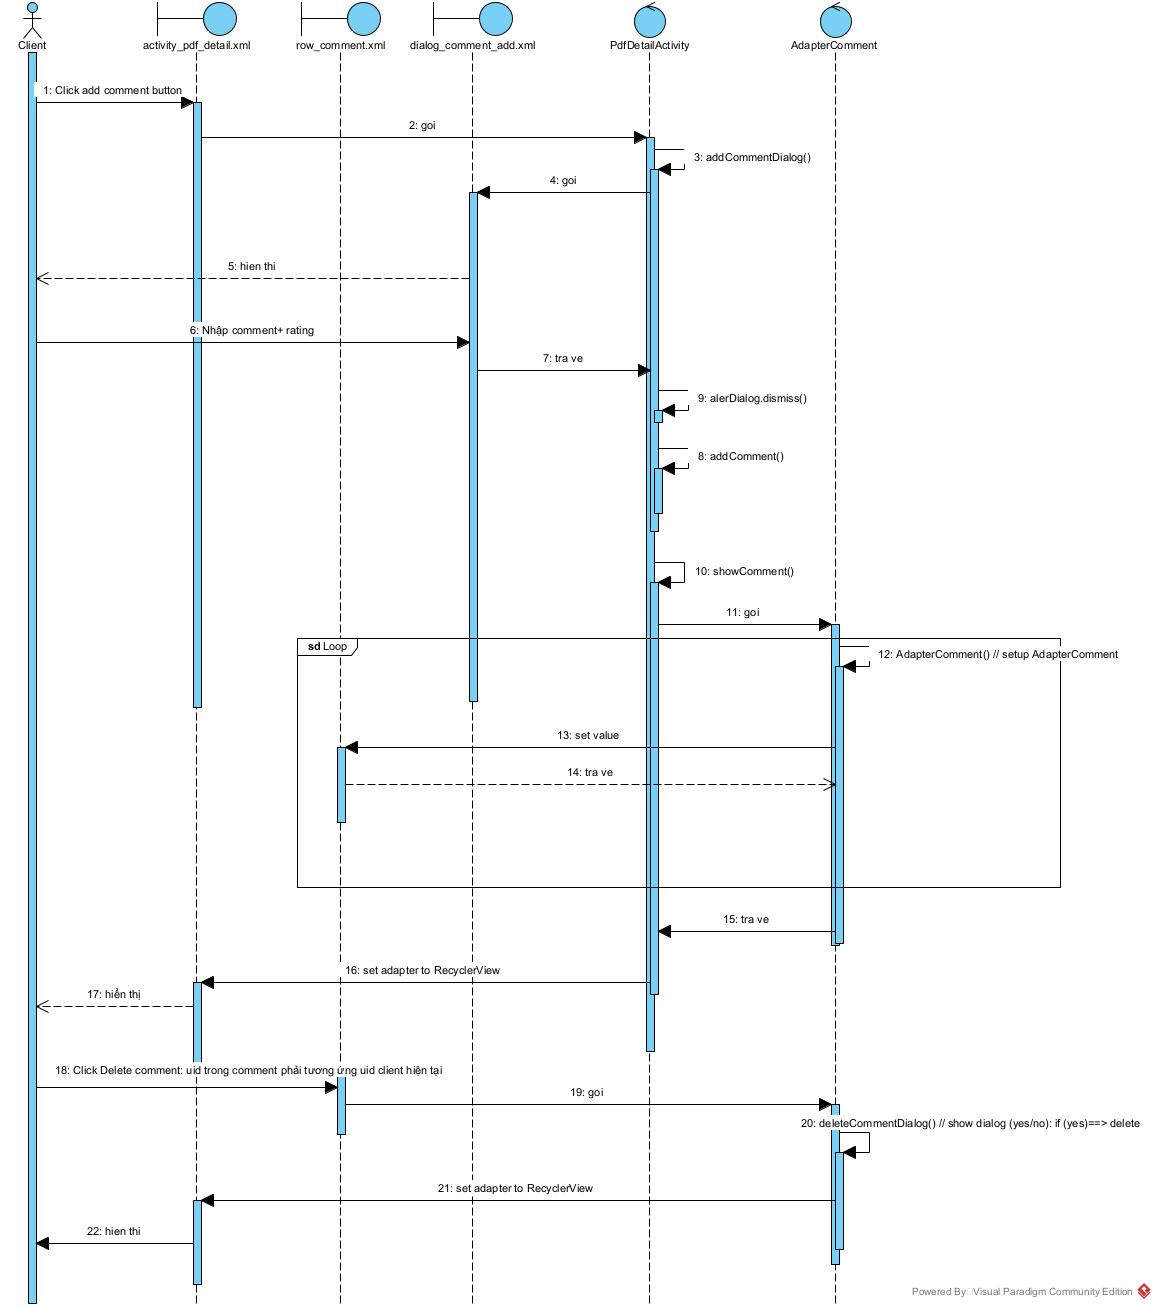 Client
activity_pdf_detail.xml
row_comment.xml
dialog_comment_add.xml
PdfDetailActivity
AdapterComment
1: Click add comment button
2: goi
3: addCommentDialog()
4: goi
5: hien thi
6: Nhập comment+ rating
7: tra ve
9: alerDialog.dismiss()
8: addComment()
10: showComment()
11: goi
sd Loop
12: AdapterComment() // setup AdapterComment
13: set value
14: tra ve
15: tra ve
16: set adapter to RecyclerView
17: hiển thị
18: Click Delete comment: uid trong comment phải tương ứng uid client hiện tại
19: goi
20: deleteCommentDialog() // show dialog (yes/no): if (yes)==> delete
21: set adapter to RecyclerView
22: hien thi
Powered By Visual Paradigm Community Edition